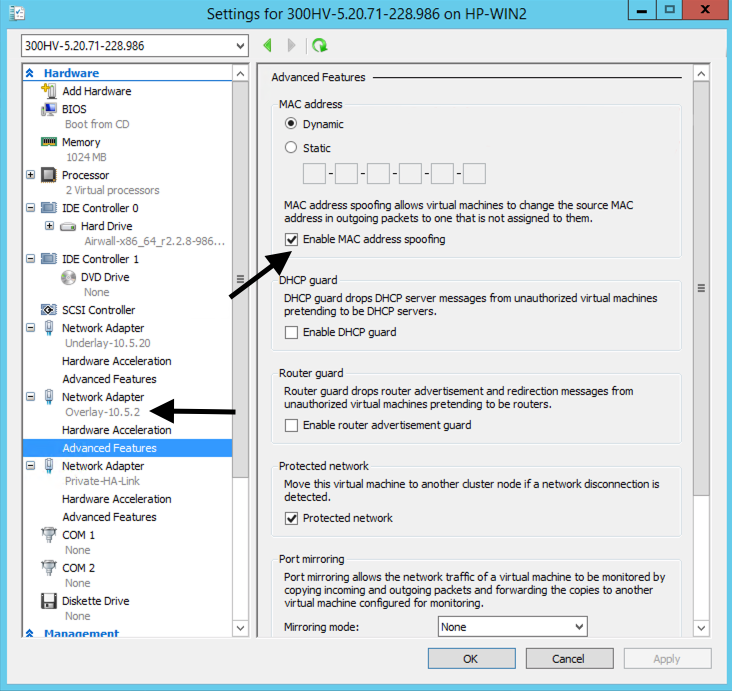 Settings for 300HV-5.20.71-228.986 on HP-WIN2
300HV-5.20.71-228.986
Hardware
Add Hardware
BIOS
Boot from CD
Memory
1024 MB
Processor
2 Virtual processors
IDE Controller 0
Hard Drive
Airwall-x86_64_r2.2.8-986...
IDE Controller 1
DVD Drive
None
SCSI Controller
Network Adapter
Underlay-10.5.20
Hardware Acceleration
Advanced Features
Network Adapter
Overlay-10.5.2
Hardware Acceleration
Advanced Features
Network Adapter
Private-HA-Link
Hardware Acceleration
Advanced Features
COM 1
None
COM 2
None
Diskette Drive
None
Management
Advanced Features
MAC address
Dynamic
Static
- - - - -
MAC address spoofing allows virtual machines to change the source MAC
address in outgoing packets to one that is not assigned to them.
Enable MAC address spoofing
DHCP guard
DHCP guard drops DHCP server messages from unauthorized virtual machines
pretending to be DHCP servers.
Enable DHCP guard
Router guard
Router guard drops router advertisement and redirection messages from
unauthorized virtual machines pretending to be routers.
Enable router advertisement guard
Protected network
Move this virtual machine to another cluster node if a network disconnection is
detected.
Protected network
Port mirroring
Port mirroring allows the network traffic of a virtual machine to be monitored by
copying incoming and outgoing packets and forwarding the copies to another
virtual machine configured for monitoring.
Mirroring mode: None
OK Cancel Apply